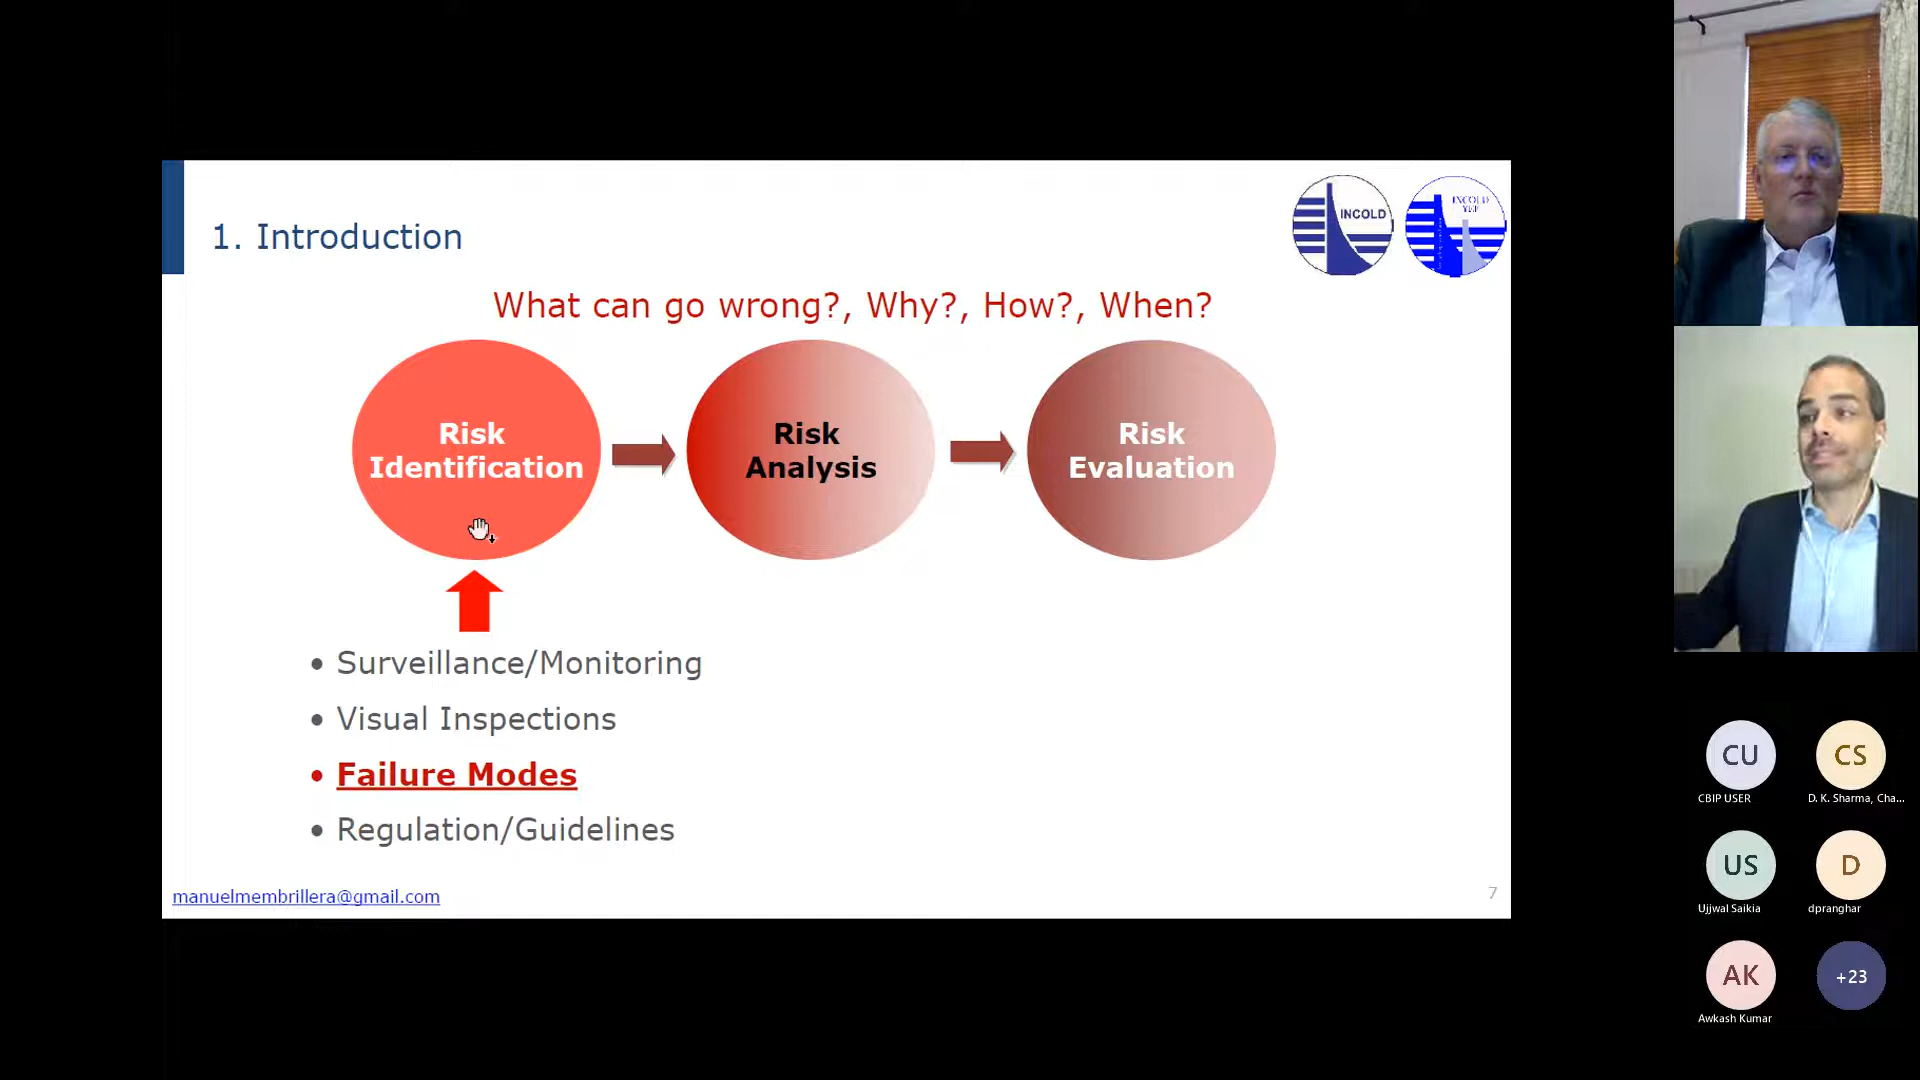 1. Introduction
INCOLD
INCOLD
YEF
What can go wrong?, Why?, How?, When?
Risk
Identification
Risk
Analysis
Risk
Evaluation
• Surveillance/Monitoring
• Visual Inspections
• Failure Modes
• Regulation/Guidelines
manuelmembrillera@gmail.com
7
CU
CS
CBIP USER
D. K. Sharma, Cha...
US
D
Ujjwal Saikia
dpranghar
AK
+23
Awkash Kumar